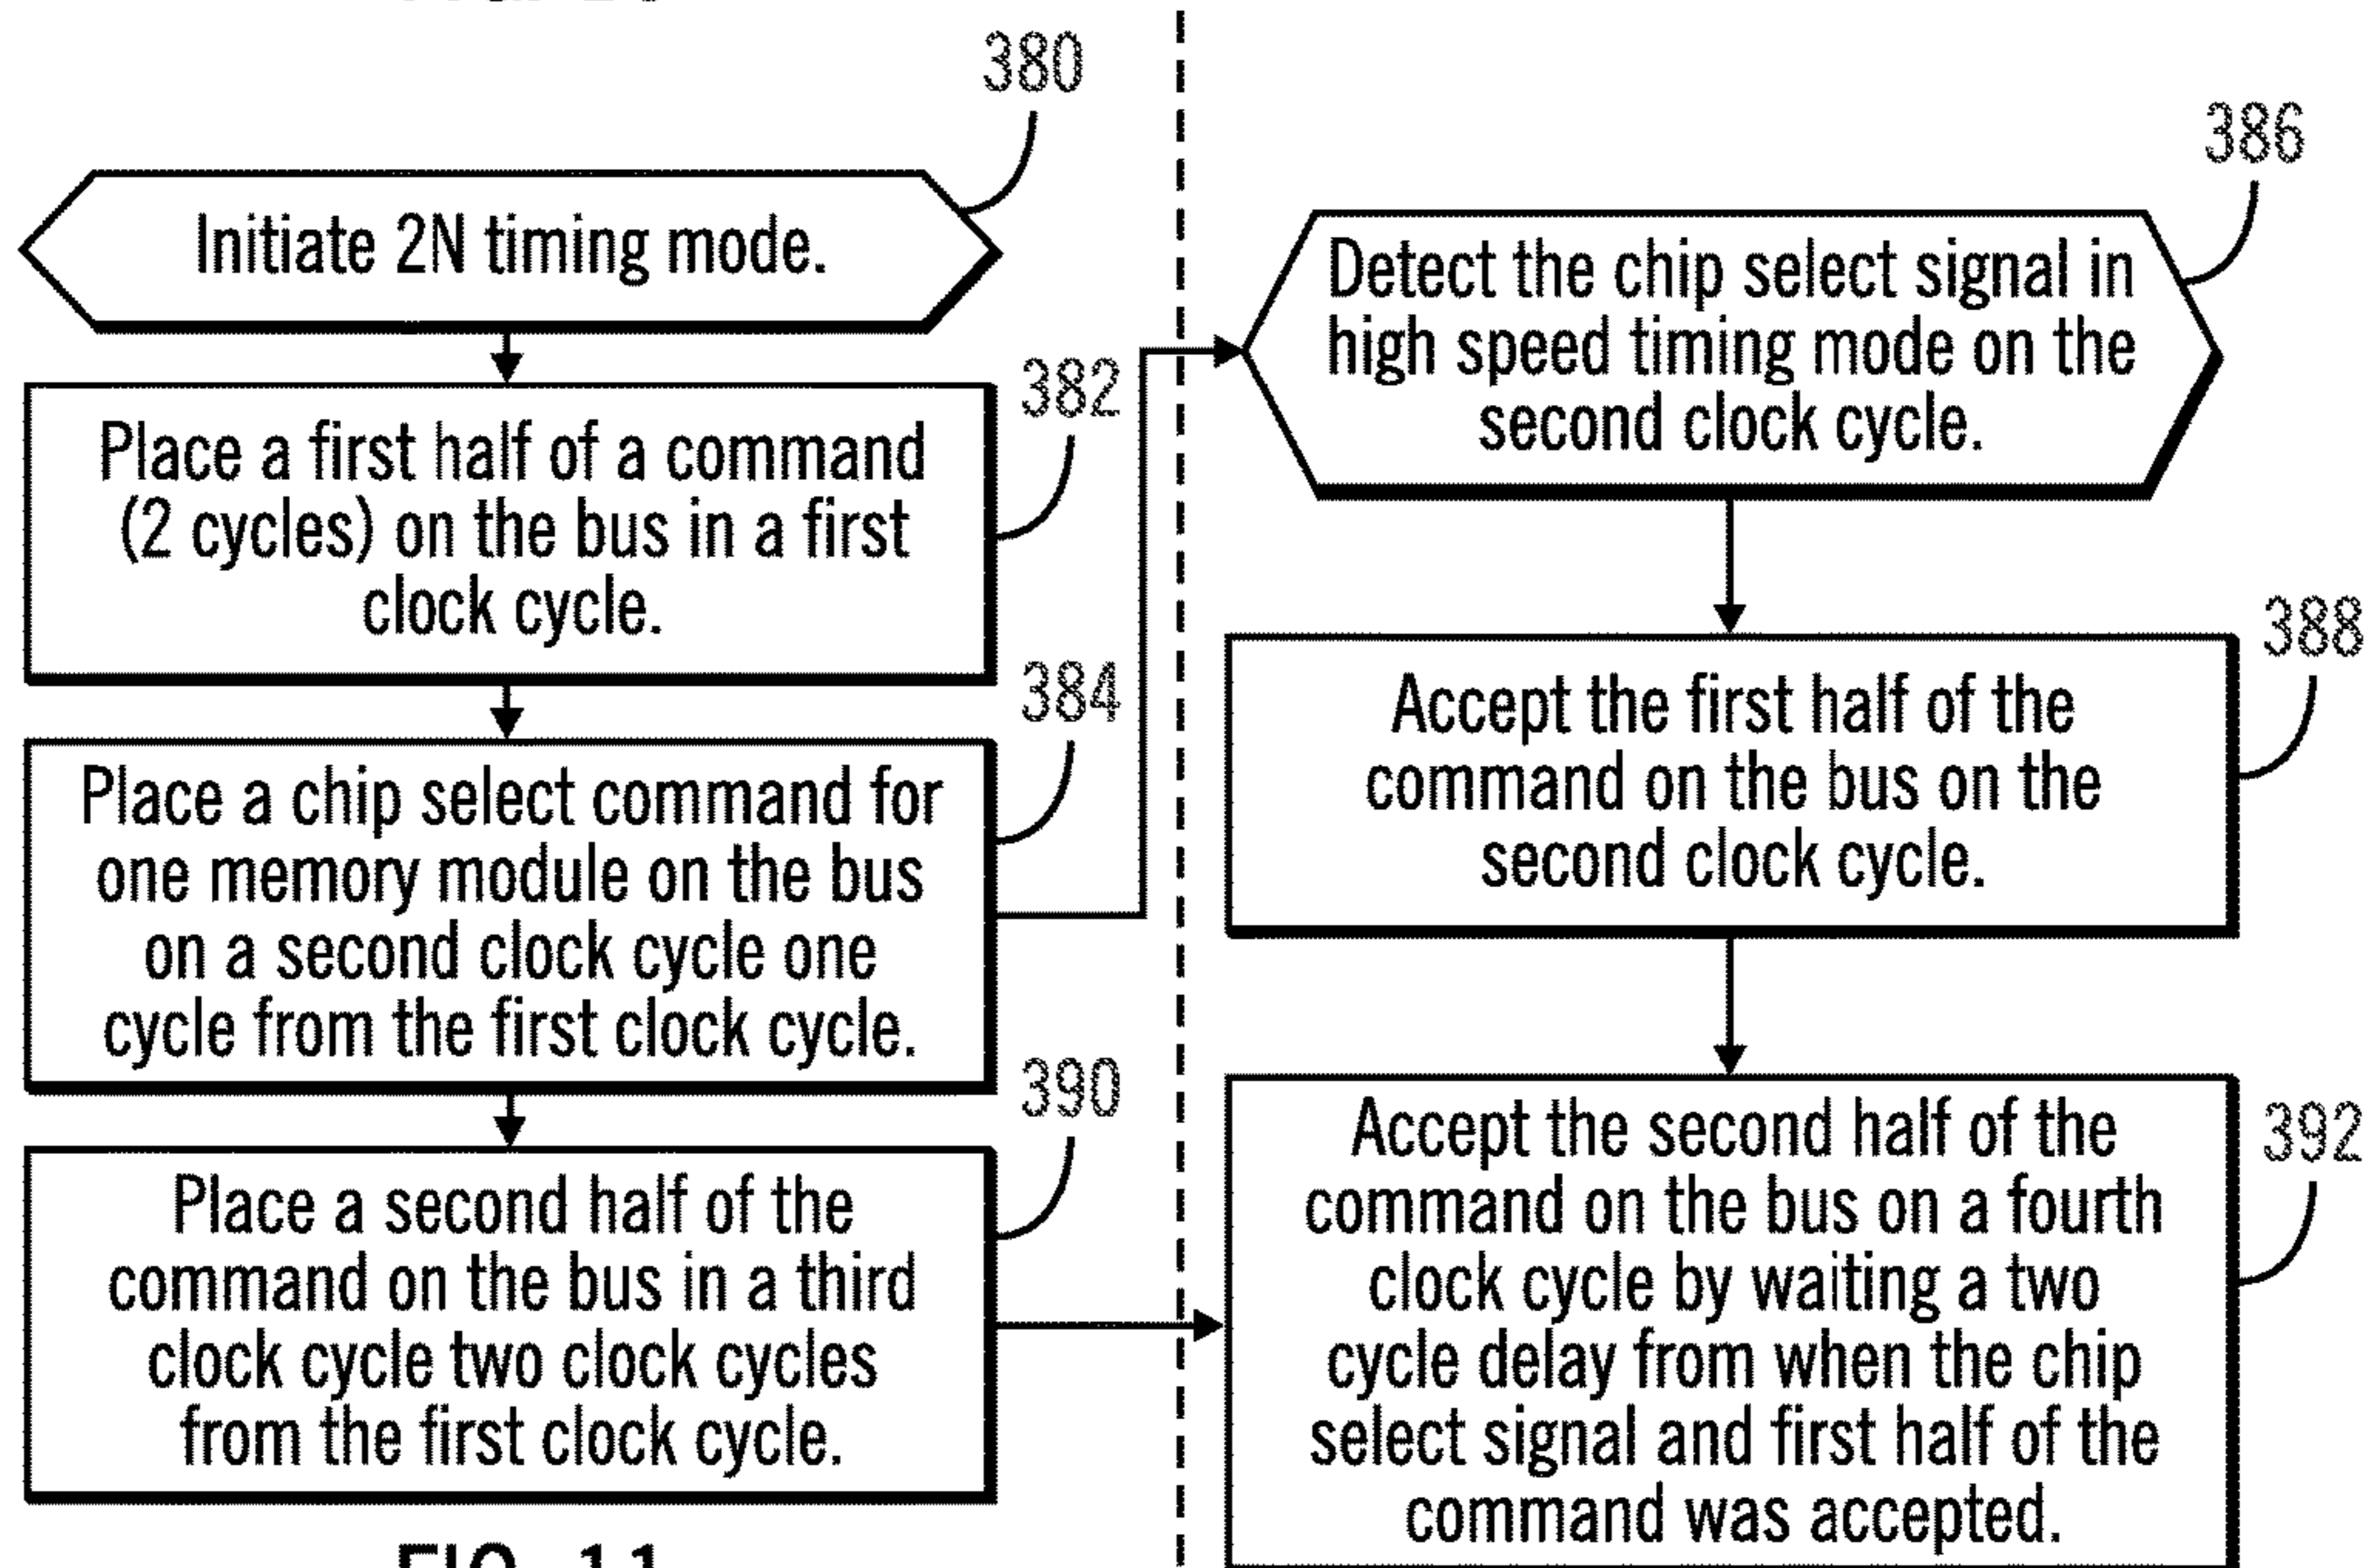 380
Initiate 2N timing mode.
382
Place a first half of a command
(2 cycles) on the bus in a first
clock cycle.
384
Place a chip select command for
one memory module on the bus
on a second clock cycle one
cycle from the first clock cycle.
390
Place a second half of the
command on the bus in a third
clock cycle two clock cycles
from the first clock cycle.
386
Detect the chip select signal in
high speed timing mode on the
second clock cycle.
388
Accept the first half of the
command on the bus on the
second clock cycle.
392
Accept the second half of the
command on the bus on a fourth
clock cycle by waiting a two
cycle delay from when the chip
select signal and first half of the
command was accepted.
FIG. 11